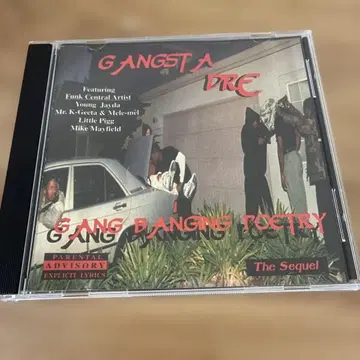 GANGSTA
DRE
Featuring
Funk Central Artist
Young Jayda
Mr. K-Geeta & Mele-mel
Little Pigg
Mike Mayfield
GANG BANGING POETRY
PARENTAL
ADVISORY
EXPLICIT LYRICS
The Sequel